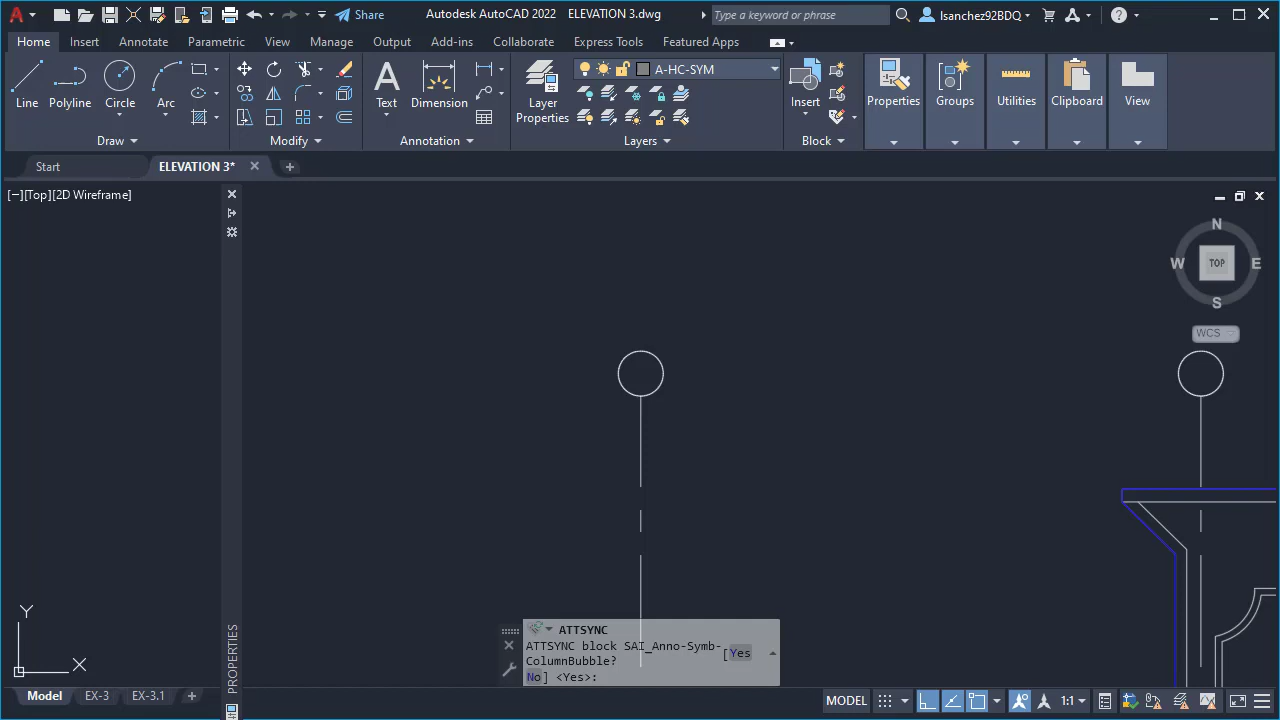 Share
Autodesk AutoCAD 2022 ELEVATION 3.dwg
Type a keyword or phrase
lsanchez92BDQ
Home Insert Annotate Parametric View Manage Output Add-ins Collaborate Express Tools Featured Apps
A-HC-SYM
Line Polyline Circle Arc
Text Dimension
Layer
Properties
Insert
Properties Groups Utilities Clipboard View
Draw Modify Annotation Layers Block
Start ELEVATION 3*
[−][Top][2D Wireframe]
N
W TOP E
S
WCS
Y
X
PROPERTIES
ATTSYNC
ATTSYNC block SAI_Anno-Symb-
ColumnBubble? [Yes
No] <Yes>:
Model EX-3 EX-3.1
MODEL 1:1